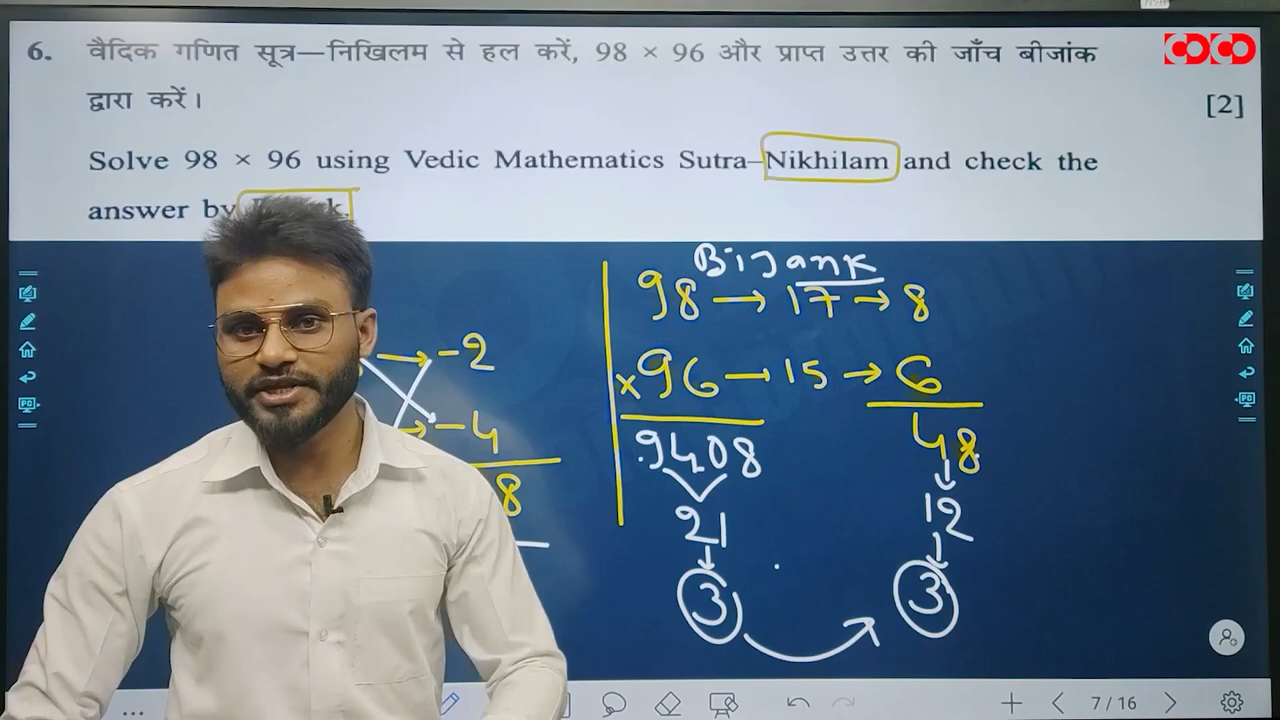 6. वैदिक गणित सूत्र—निखिलम से हल करें, 98 × 96 और प्राप्त उत्तर की जाँच बीजांक
द्वारा करें।
[2]
Solve 98 × 96 using Vedic Mathematics Sutra–Nikhilam and check the
answer by
Bijank
98 → 17 → 8
×96 → 15 → 6
9408
48
21
12
3
3
-2
-4
8
7/16
PC
PC